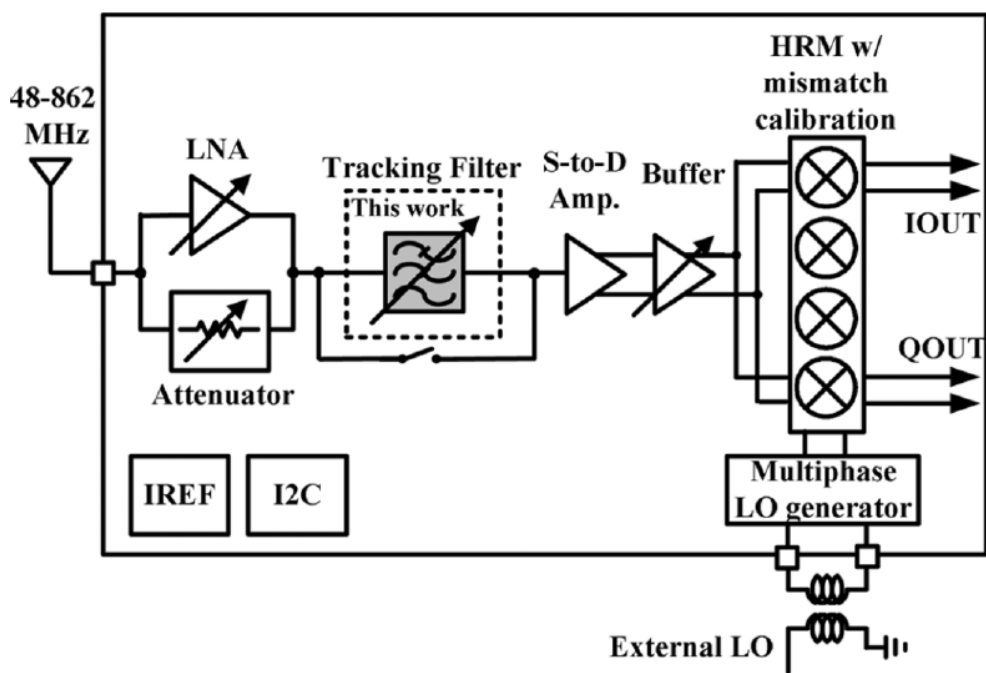 48-862
MHz
LNA
Attenuator
Tracking Filter
This work
S-to-D
Amp.
Buffer
HRM w/
mismatch
calibration
IOUT
QOUT
IREF
I2C
Multiphase
LO generator
External LO